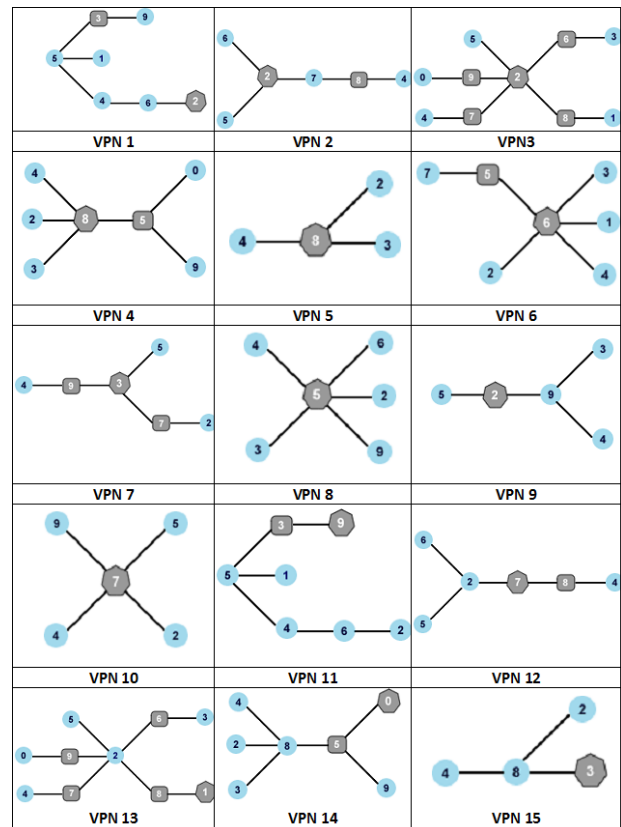 3 9
5 1
4 6 2
VPN 1
6
2 7 8 4
5
VPN 2
5 6 3
0 9 2
4 7 8 1
VPN3
4 0
2 8 5
3 9
VPN 4
2
4 8 3
VPN 5
7 5 3
6 1
2 4
VPN 6
5
4 9 3
7 2
VPN 7
4 6
5 2
3 9
VPN 8
3
5 2 9
4
VPN 9
9 5
7
4 2
VPN 10
3 9
5 1
4 6 2
VPN 11
6
2 7 8 4
5
VPN 12
5 6 3
0 9 2
4 7 8 1
VPN 13
4 0
2 8 5
3 9
VPN 14
2
4 8 3
VPN 15